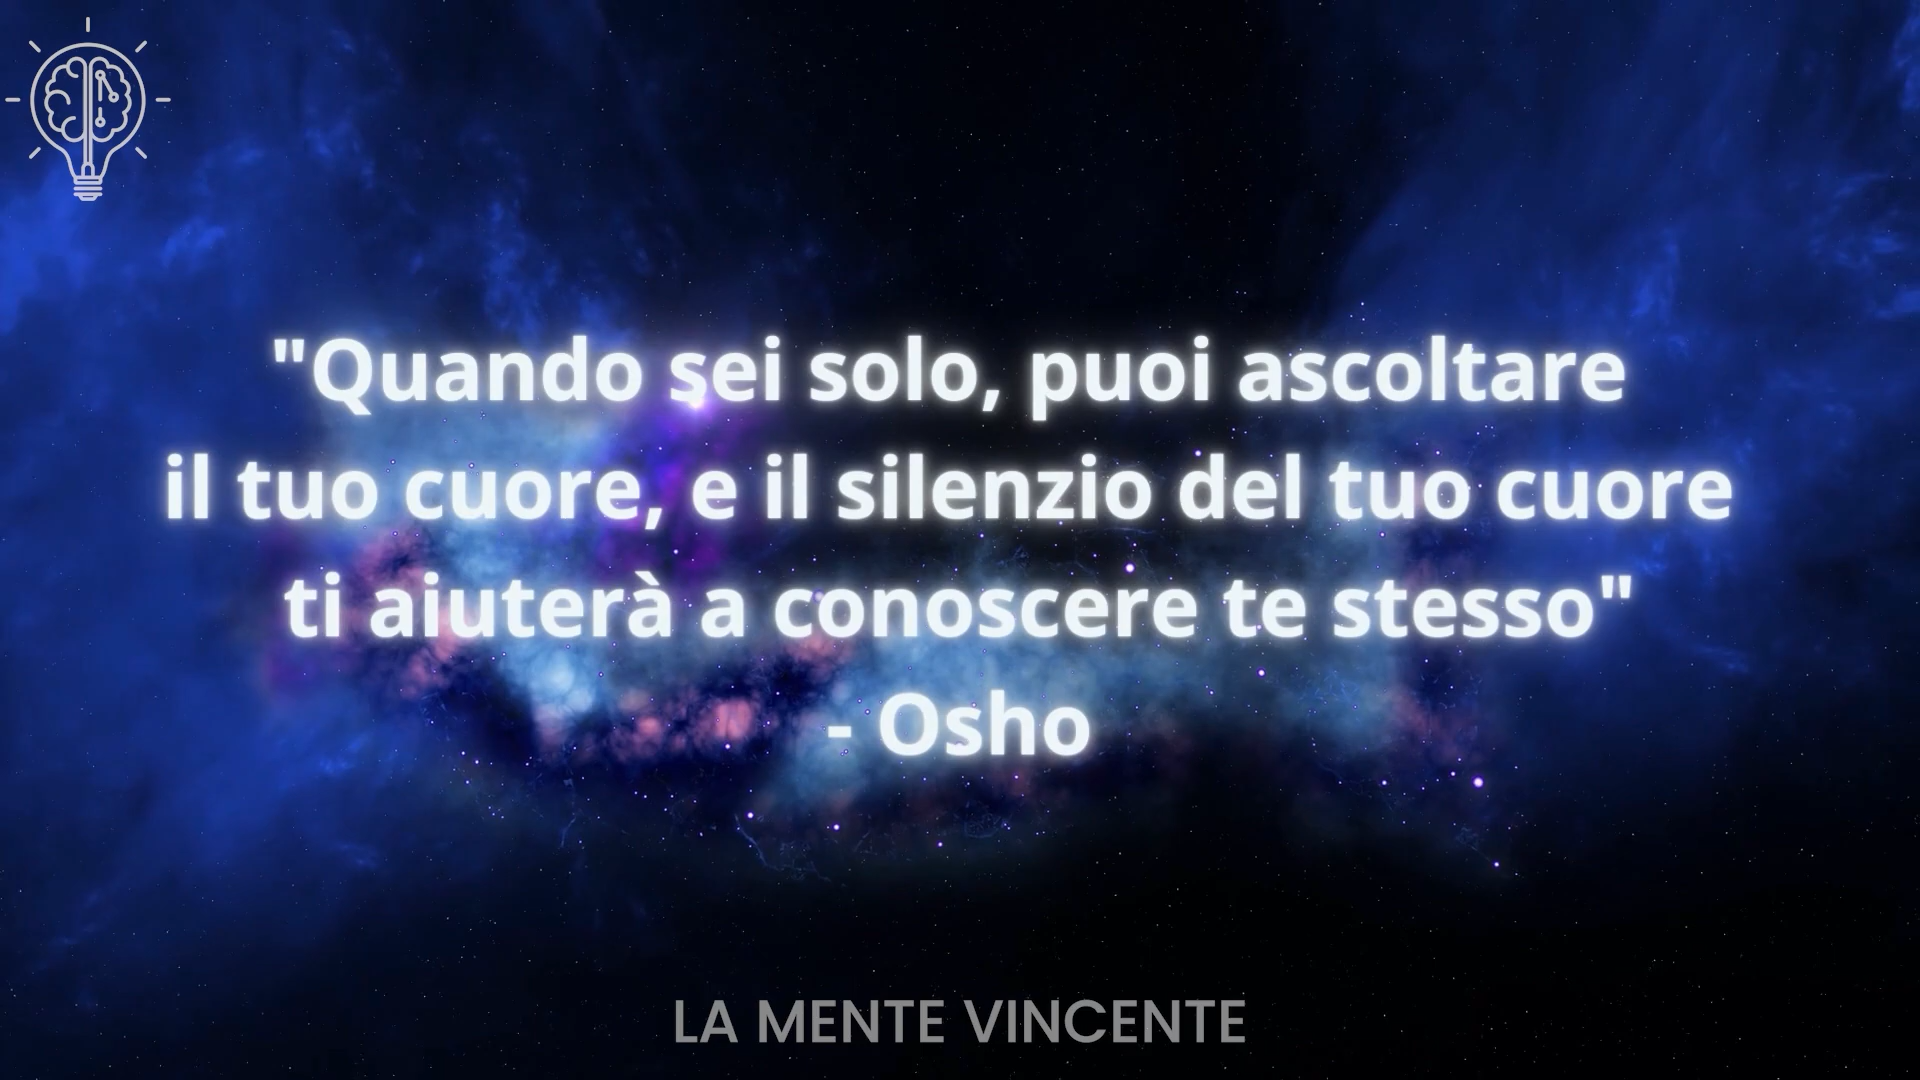 "Quando sei solo, puoi ascoltare
il tuo cuore, e il silenzio del tuo cuore
ti aiuterà a conoscere te stesso"
- Osho
LA MENTE VINCENTE